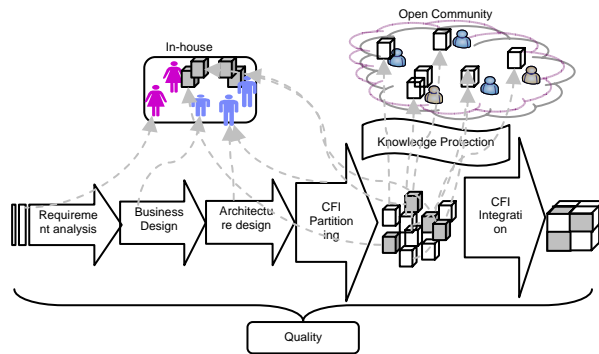 Open Community
In-house
Knowledge Protection
Requireme
nt analysis
Business
Design
Architectu
re design
CFI
Partition
ing
CFI
Integrati
on
Quality